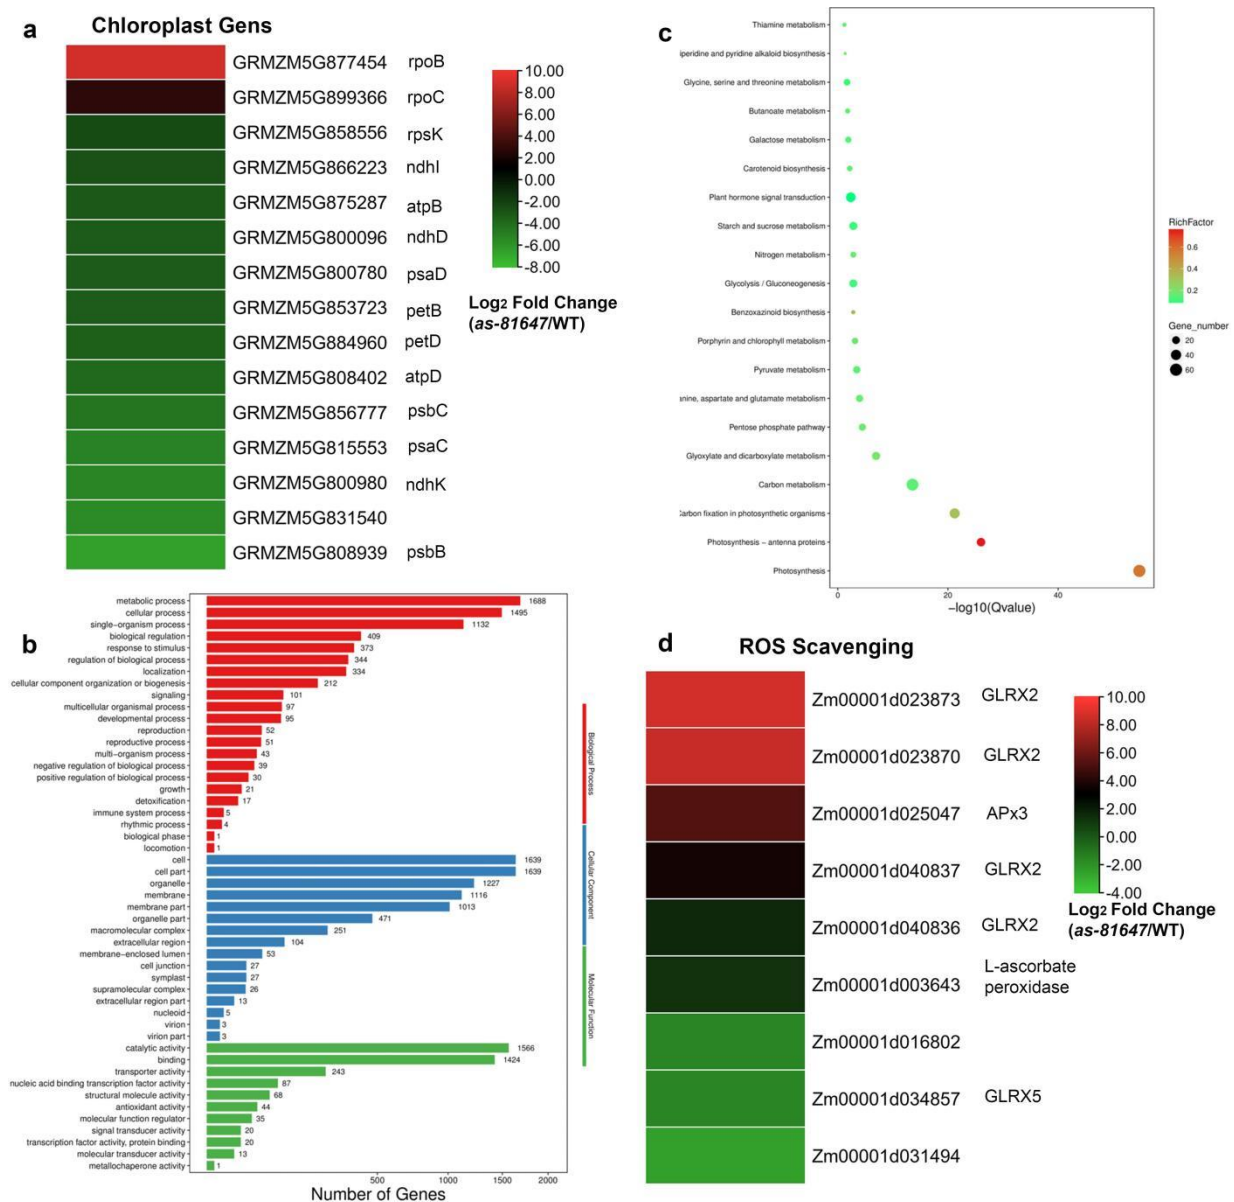 a
Chloroplast Gens
GRMZM5G877454 rpoB
GRMZM5G899366 rpoC
GRMZM5G858556 rpsK
GRMZM5G866223 ndhI
GRMZM5G875287 atpB
GRMZM5G800096 ndhD
GRMZM5G800780 psaD
GRMZM5G853723 petB
GRMZM5G884960 petD
GRMZM5G808402 atpD
GRMZM5G856777 psbC
GRMZM5G815553 psaC
GRMZM5G800980 ndhK
GRMZM5G831540
GRMZM5G808939 psbB
10.00
8.00
6.00
4.00
2.00
0.00
-2.00
-4.00
-6.00
-8.00
Log2 Fold Change
(as-81647/WT)
c
Thiamine metabolism
iperidine and pyridine alkaloid biosynthesis
Glycine, serine and threonine metabolism
Butanoate metabolism
Galactose metabolism
Carotenoid biosynthesis
Plant hormone signal transduction
Starch and sucrose metabolism
Nitrogen metabolism
Glycolysis / Gluconeogenesis
Benzoxazinoid biosynthesis
Porphyrin and chlorophyll metabolism
Pyruvate metabolism
anine, aspartate and glutamate metabolism
Pentose phosphate pathway
Glyoxylate and dicarboxylate metabolism
Carbon metabolism
Carbon fixation in photosynthetic organisms
Photosynthesis − antenna proteins
Photosynthesis
0 20 40
−log10(Qvalue)
RichFactor
0.6
0.4
0.2
Gene_number
20
40
60
b
metabolic process 1688
cellular process 1495
single−organism process 1132
biological regulation 409
response to stimulus 373
regulation of biological process 344
localization 334
cellular component organization or biogenesis 212
signaling 101
multicellular organismal process 97
developmental process 95
reproduction 52
reproductive process 51
multi−organism process 43
negative regulation of biological process 39
positive regulation of biological process 30
growth 21
detoxification 17
immune system process 5
rhythmic process 4
biological phase 1
locomotion 1
cell 1639
cell part 1639
organelle 1227
membrane 1116
membrane part 1013
organelle part 471
macromolecular complex 251
extracellular region 104
membrane−enclosed lumen 53
cell junction 27
symplast 27
supramolecular complex 26
extracellular region part 13
nucleoid 5
virion 3
virion part 3
catalytic activity 1566
binding 1424
transporter activity 243
nucleic acid binding transcription factor activity 87
structural molecule activity 68
antioxidant activity 44
molecular function regulator 35
signal transducer activity 20
transcription factor activity, protein binding 20
molecular transducer activity 13
metallochaperone activity 1
500 1000 1500 2000
Number of Genes
Biological Process
Cellular Component
Molecular Function
d
ROS Scavenging
Zm00001d023873 GLRX2
Zm00001d023870 GLRX2
Zm00001d025047 APx3
Zm00001d040837 GLRX2
Zm00001d040836 GLRX2
Zm00001d003643 L-ascorbate
peroxidase
Zm00001d016802
Zm00001d034857 GLRX5
Zm00001d031494
10.00
8.00
6.00
4.00
2.00
0.00
-2.00
-4.00
Log2 Fold Change
(as-81647/WT)